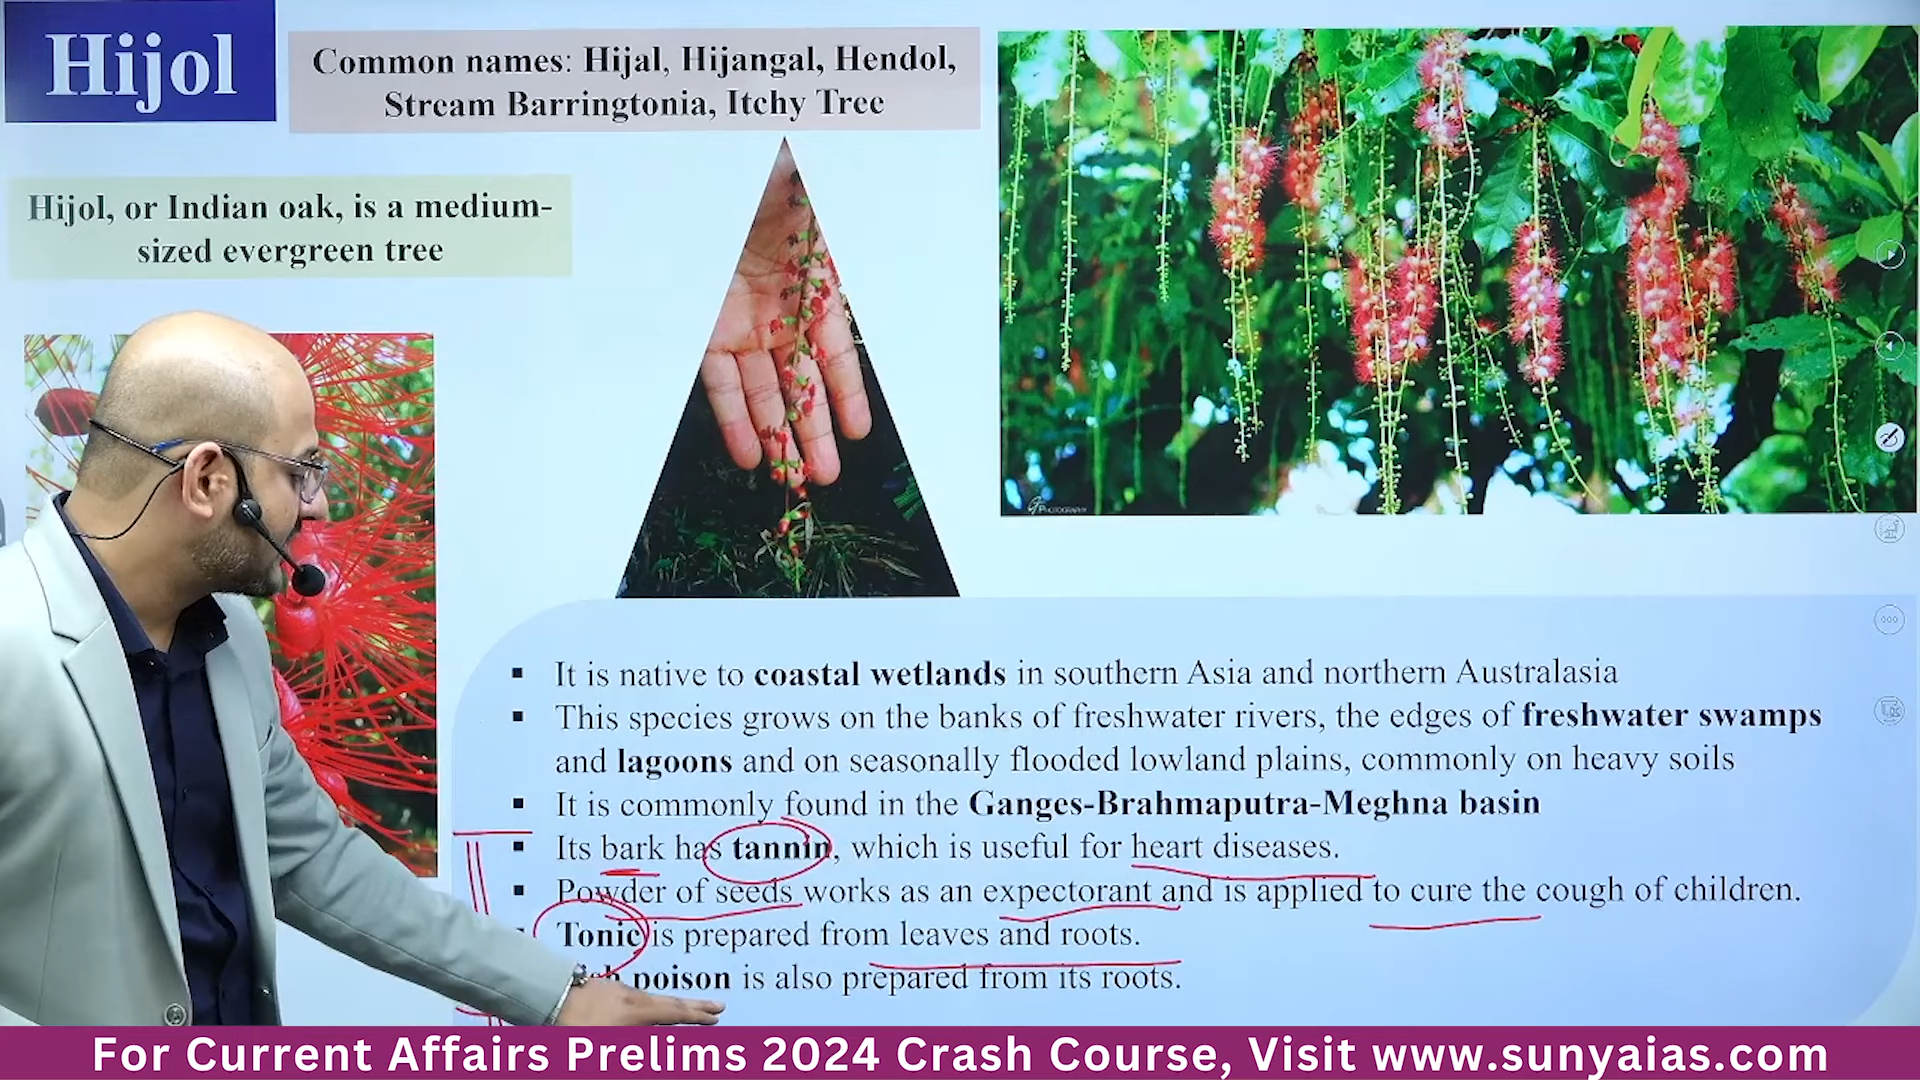 Hijol
Common names: Hijal, Hijangal, Hendol,
Stream Barringtonia, Itchy Tree
Hijol, or Indian oak, is a medium-
sized evergreen tree
▪ It is native to coastal wetlands in southern Asia and northern Australasia
▪ This species grows on the banks of freshwater rivers, the edges of freshwater swamps
and lagoons and on seasonally flooded lowland plains, commonly on heavy soils
▪ It is commonly found in the Ganges-Brahmaputra-Meghna basin
▪ Its bark has tannin, which is useful for heart diseases.
▪ Powder of seeds works as an expectorant and is applied to cure the cough of children.
▪ Tonic is prepared from leaves and roots.
poison is also prepared from its roots.
For Current Affairs Prelims 2024 Crash Course, Visit www.sunyaias.com